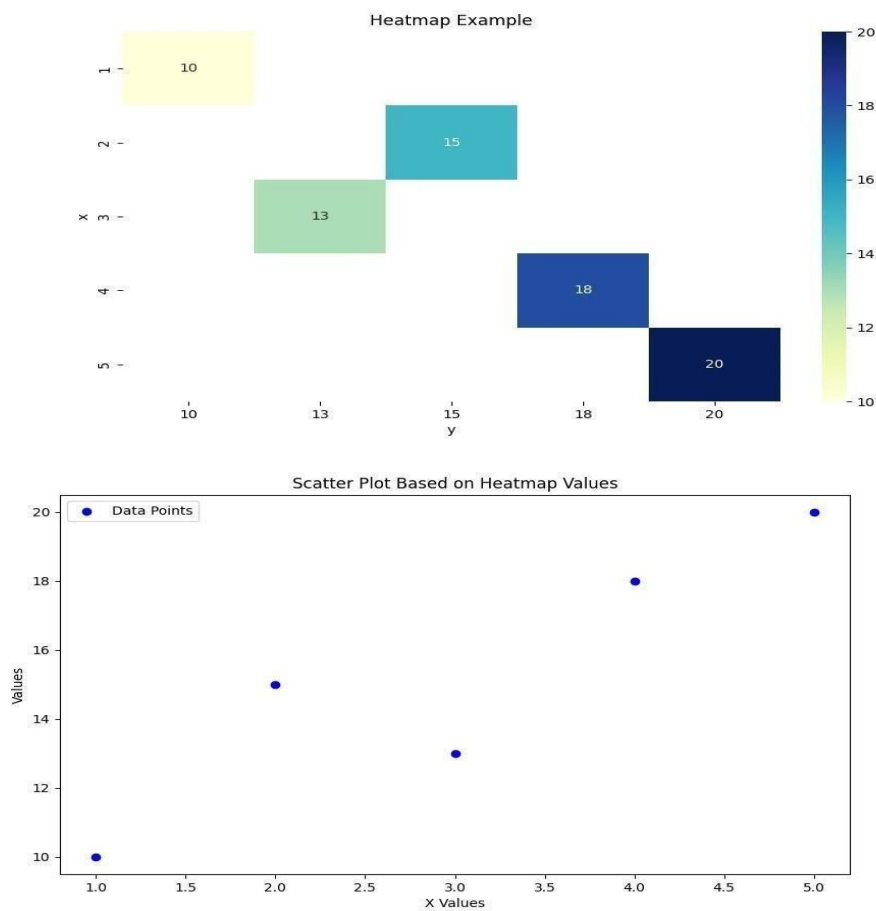 Heatmap Example
20
1
10
18
2
15
16
x
3
13
14
4
18
12
5
20
10
10 13 15 18 20
y
Scatter Plot Based on Heatmap Values
20
Data Points
18
16
Values
14
12
10
1.0 1.5 2.0 2.5 3.0 3.5 4.0 4.5 5.0
X Values